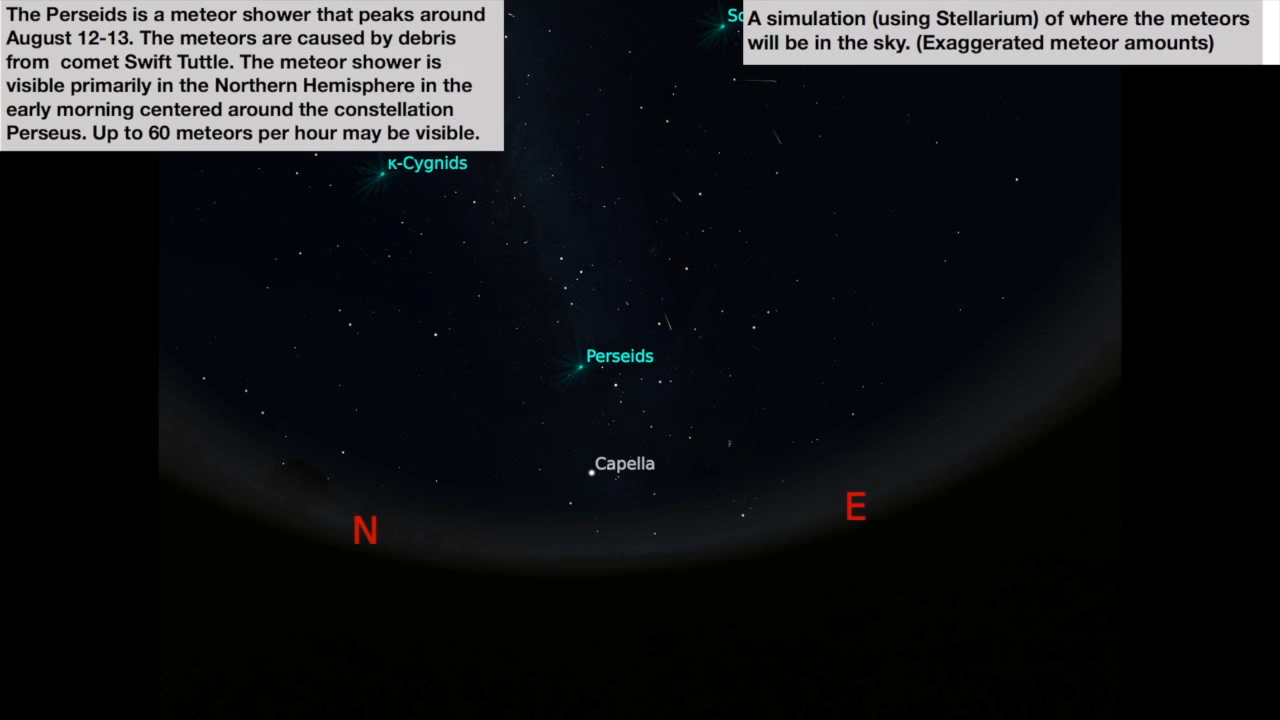 The Perseids is a meteor shower that peaks around
August 12-13. The meteors are caused by debris
from  comet Swift Tuttle. The meteor shower is
visible primarily in the Northern Hemisphere in the
early morning centered around the constellation
Perseus. Up to 60 meteors per hour may be visible.
A simulation (using Stellarium) of where the meteors
will be in the sky. (Exaggerated meteor amounts)
κ-Cygnids
Perseids
Capella
N
E